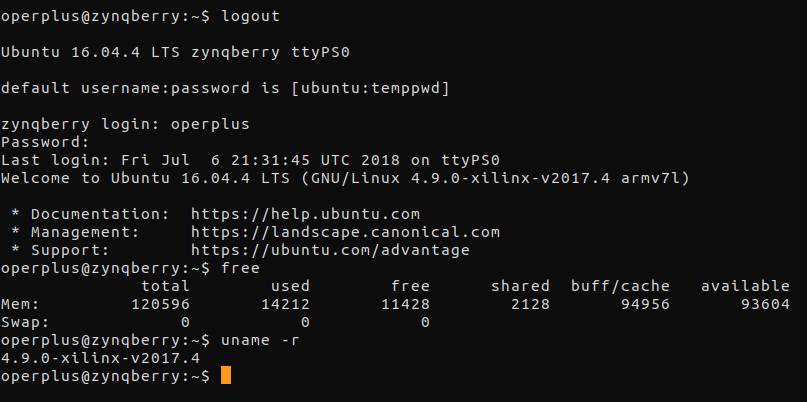 operplus@zynqberry:~$ logout
Ubuntu 16.04.4 LTS zynqberry ttyPS0
default username:password is [ubuntu:temppwd]
zynqberry login: operplus
Password:
Last login: Fri Jul  6 21:31:45 UTC 2018 on ttyPS0
Welcome to Ubuntu 16.04.4 LTS (GNU/Linux 4.9.0-xilinx-v2017.4 armv7l)
 * Documentation:  https://help.ubuntu.com
 * Management:     https://landscape.canonical.com
 * Support:        https://ubuntu.com/advantage
operplus@zynqberry:~$ free
              total        used        free      shared  buff/cache   available
Mem:         120596       14212       11428        2128       94956       93604
Swap:             0           0           0
operplus@zynqberry:~$ uname -r
4.9.0-xilinx-v2017.4
operplus@zynqberry:~$